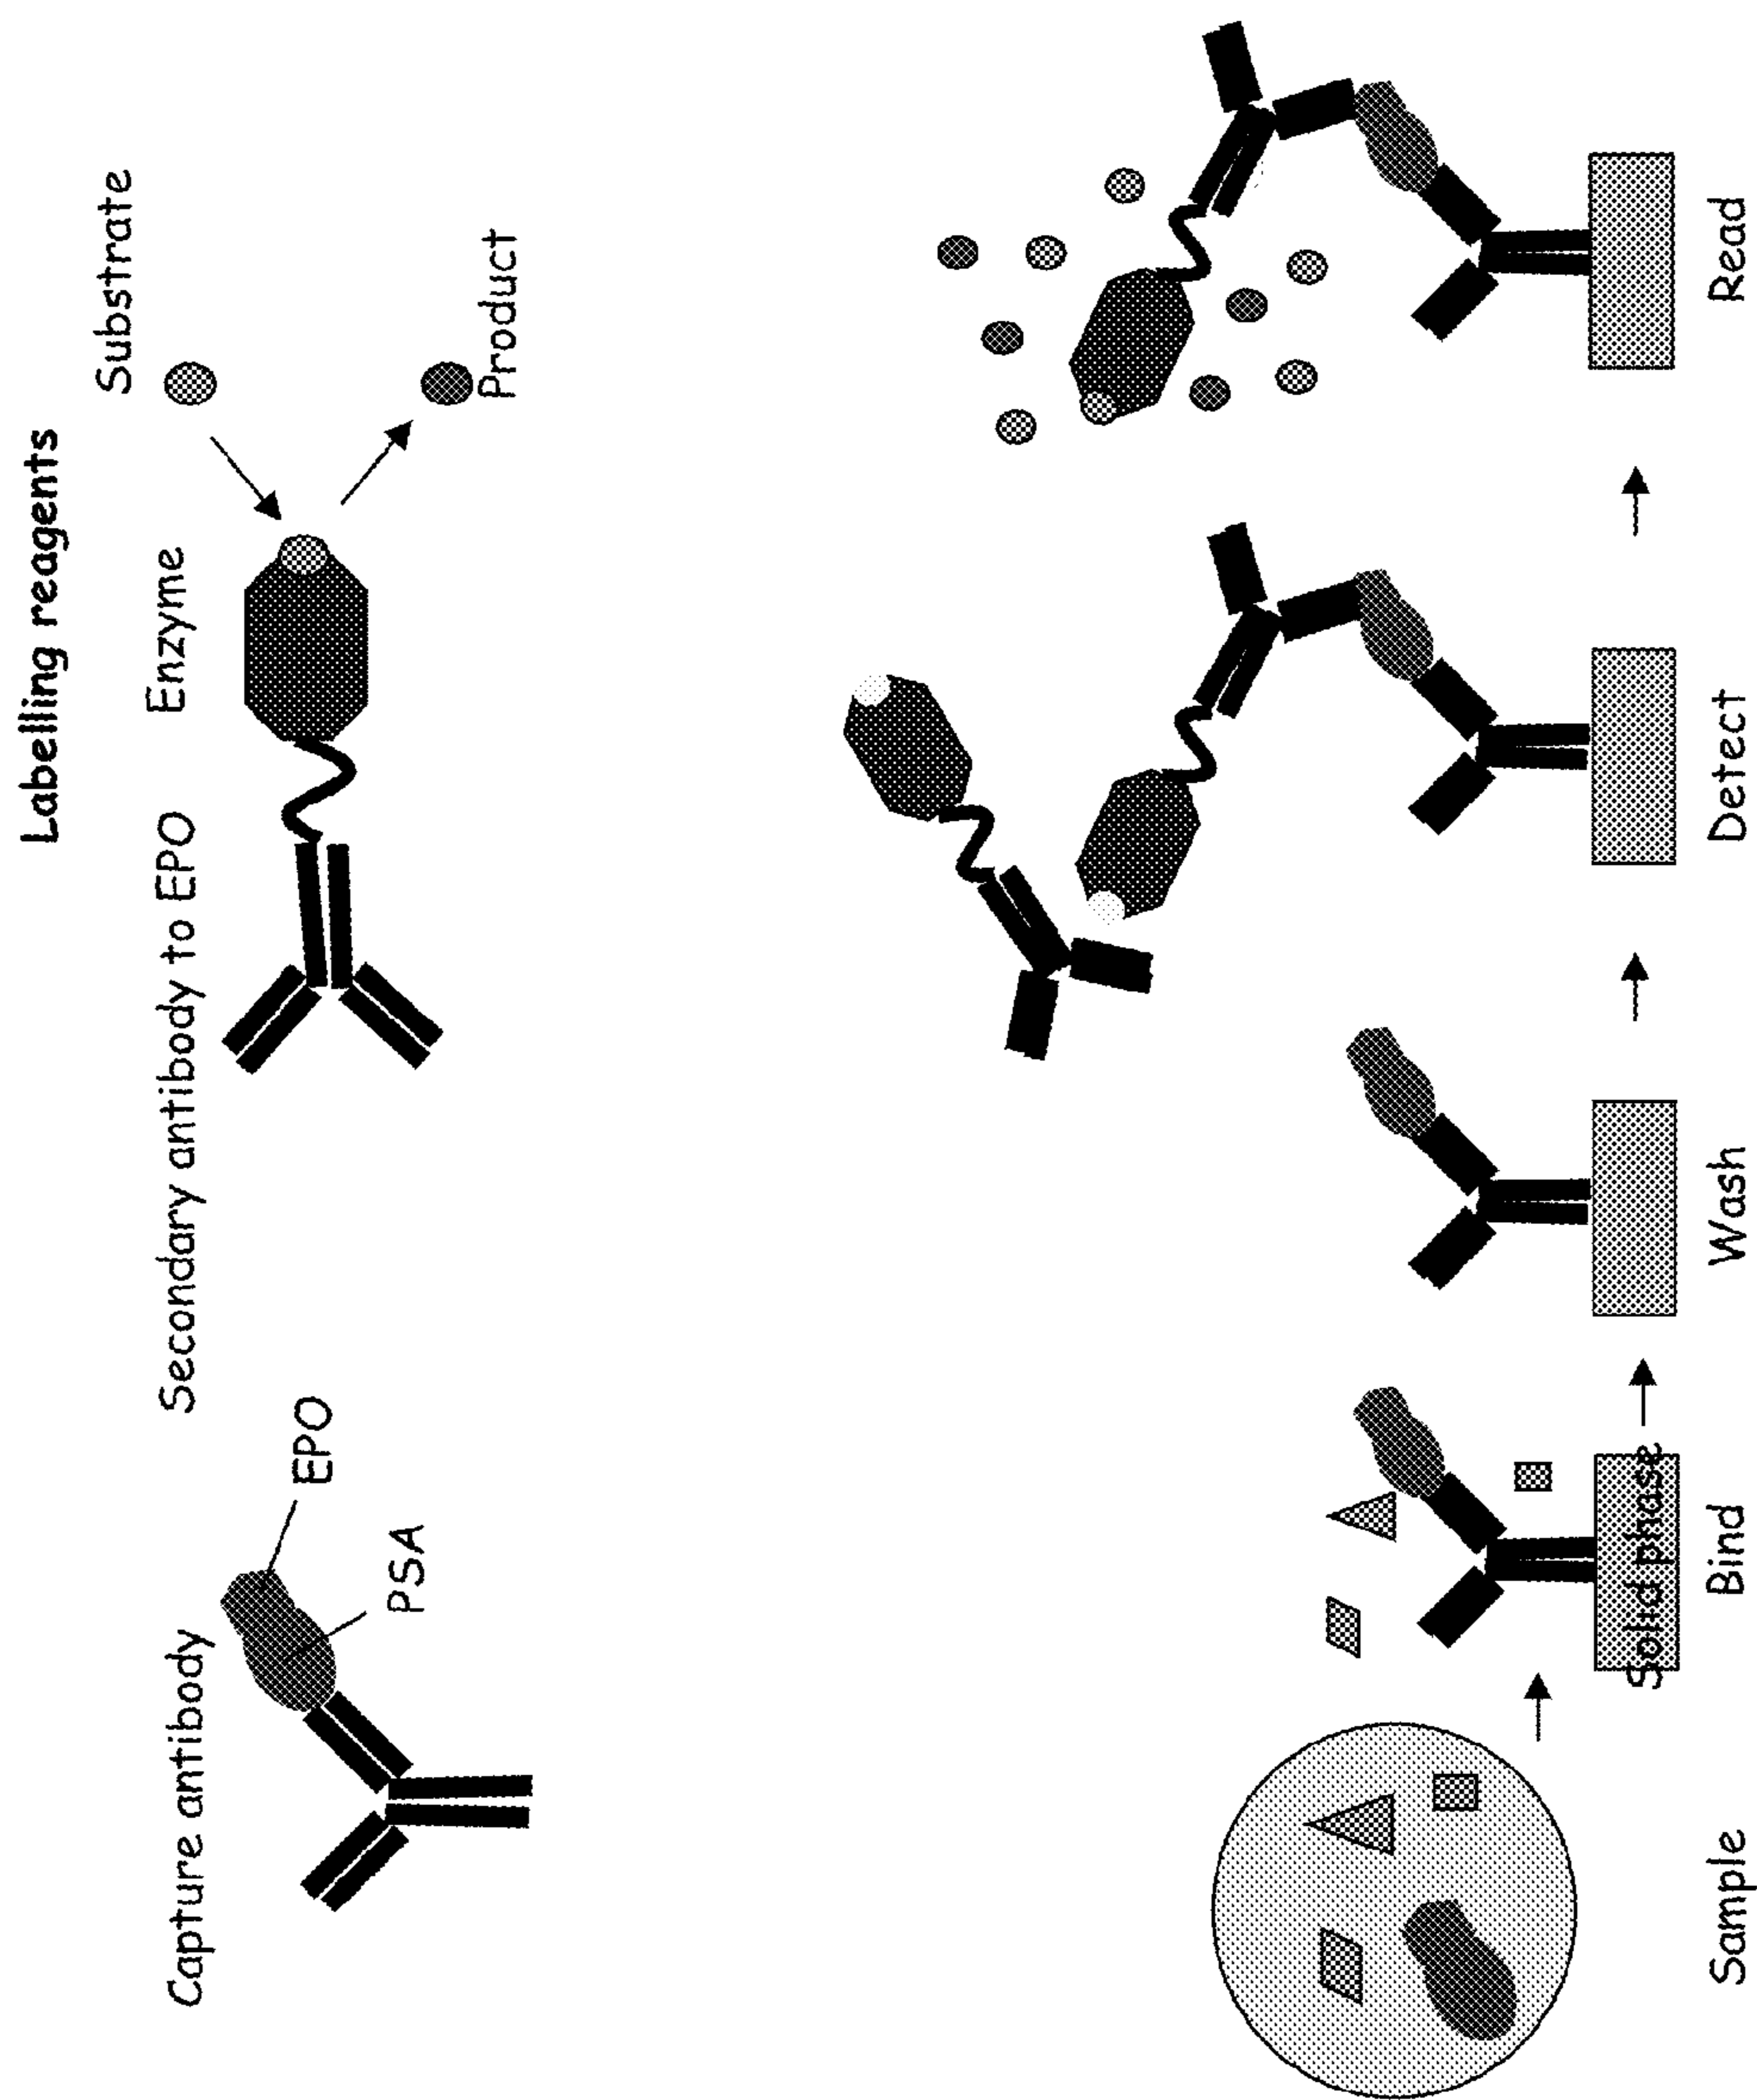 Labelling reagents
Capture antibody
EPO
PSA
Secondary antibody to EPO
Enzyme
Substrate
Product
Solid phase
Sample
Bind
Wash
Detect
Read